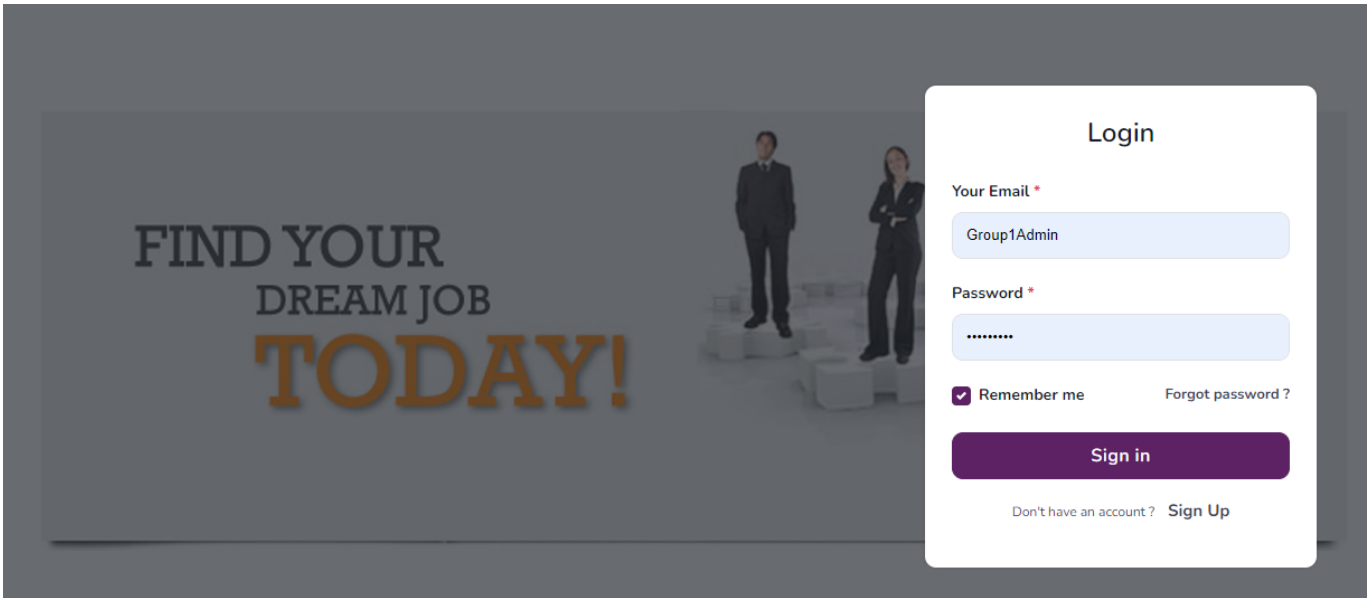 FIND YOUR
DREAM JOB
TODAY!
Login
Your Email *
Group1Admin
Password *
•••••••••
Remember me
Forgot password ?
Sign in
Don't have an account ? Sign Up